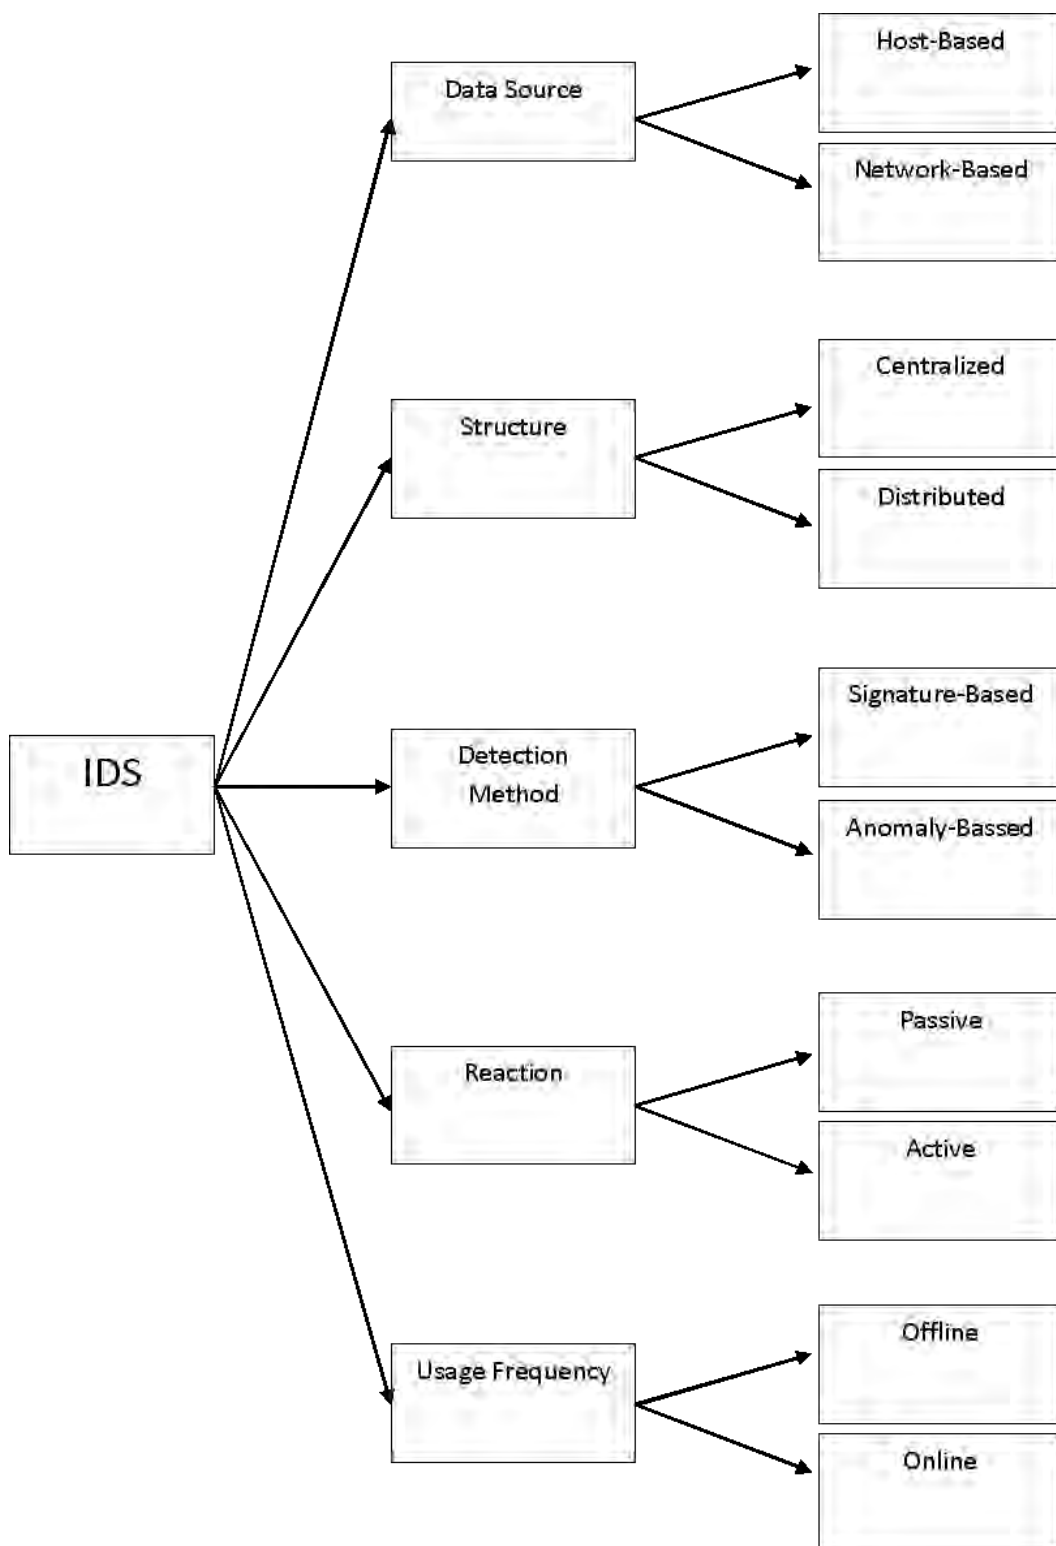 Host-Based
Data Source
Network-Based
Centralized
Structure
Distributed
Signature-Based
IDS
Detection
Method
Anomaly-Bassed
Passive
Reaction
Active
Offline
Usage Frequency
Online